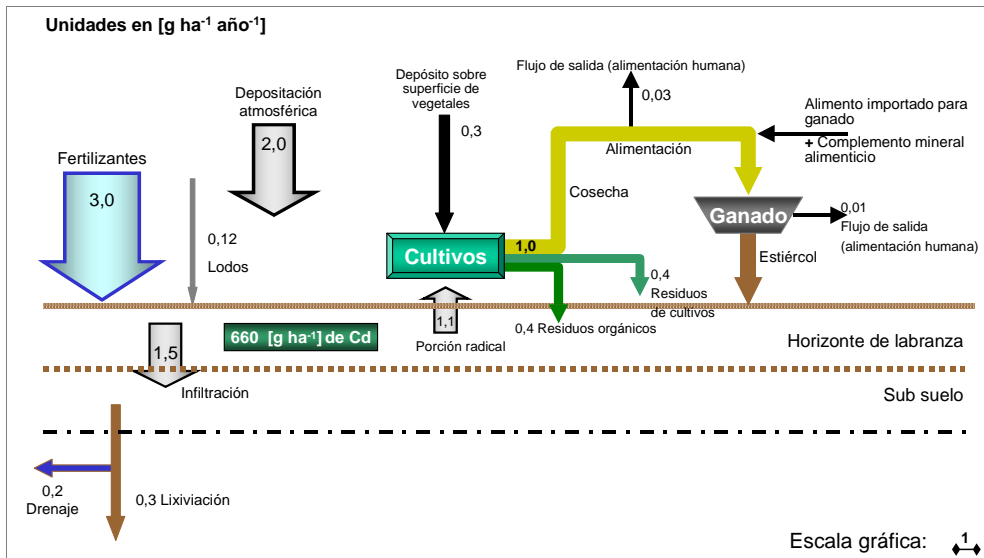 Unidades en [g ha⁻¹ año⁻¹]
Flujo de salida (alimentación humana)
0,03
Depósito sobre
superficie de
vegetales
0,3
Depositación
atmosférica
2,0
Alimento importado para
ganado
+ Complemento mineral
alimenticio
Alimentación
Fertilizantes
3,0
Cosecha
Ganado
0,01
Flujo de salida
(alimentación humana)
0,12
Lodos
Cultivos
1,0
Estiércol
0,4
Residuos
de cultivos
1,1
0,4 Residuos orgánicos
660 [g ha⁻¹] de Cd
Porción radical
Horizonte de labranza
1,5
Infiltración
Sub suelo
0,2
Drenaje
0,3 Lixiviación
Escala gráfica:
1